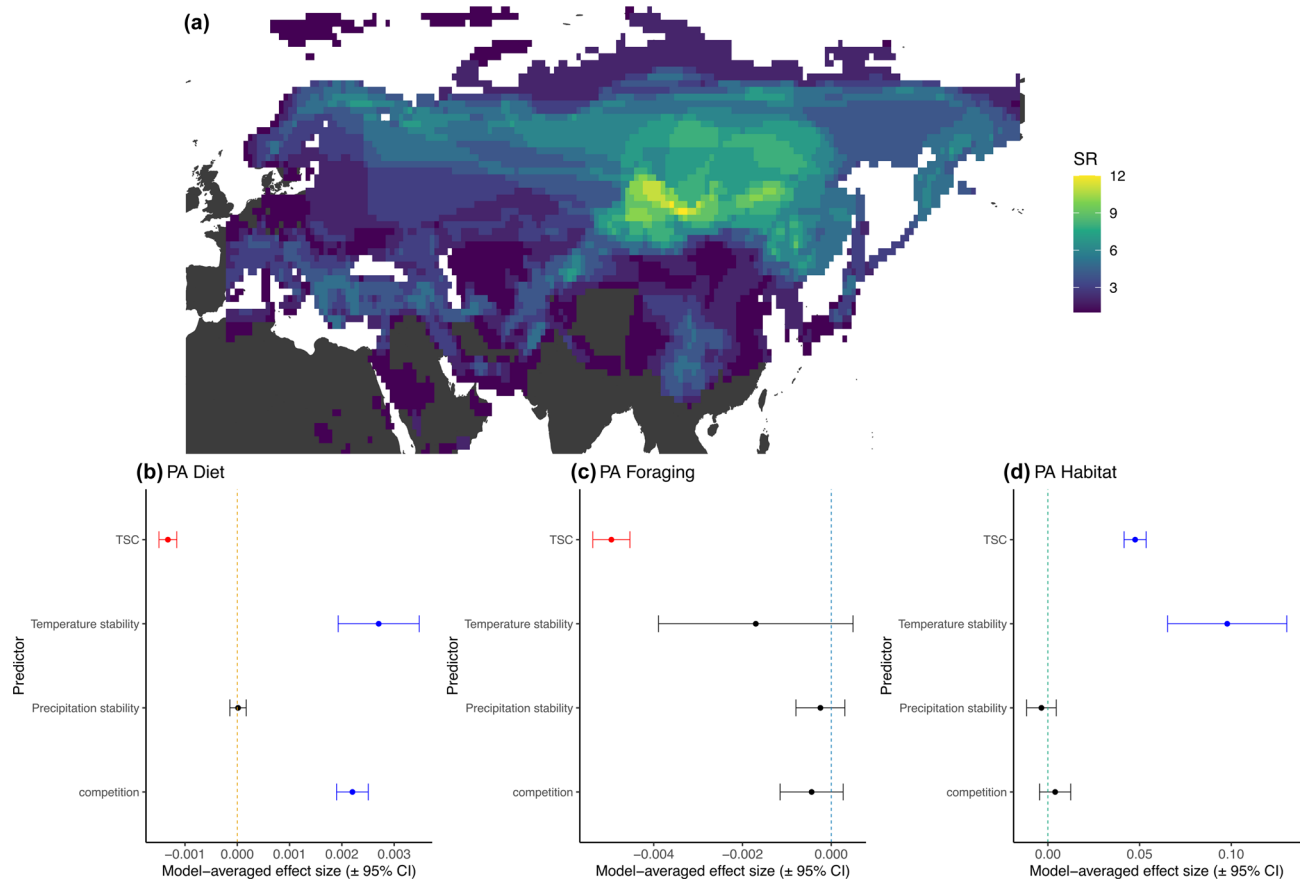 (a)
SR
12
9
6
3
(b) PA Diet
(c) PA Foraging
(d) PA Habitat
Predictor
TSC
Temperature stability
Precipitation stability
competition
−0.001 0.000 0.001 0.002 0.003
Model−averaged effect size (± 95% CI)
Predictor
TSC
Temperature stability
Precipitation stability
competition
−0.004 −0.002 0.000
Model−averaged effect size (± 95% CI)
Predictor
TSC
Temperature stability
Precipitation stability
competition
0.00 0.05 0.10
Model−averaged effect size (± 95% CI)